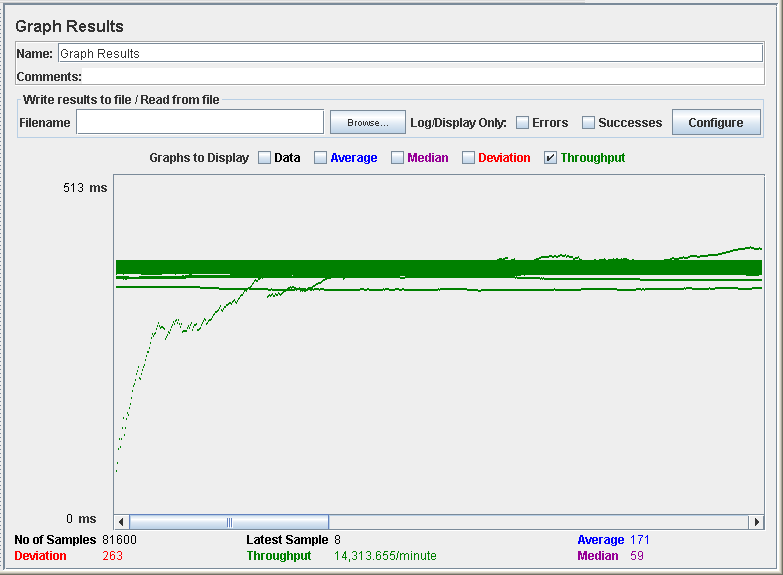 Graph Results
Name: Graph Results
Comments:
Write results to file / Read from file
Filename Browse... Log/Display Only: Errors Successes Configure
Graphs to Display Data Average Median Deviation Throughput
513 ms
0 ms
No of Samples 81600 Latest Sample 8 Average 171
Deviation 263 Throughput 14,313.655/minute Median 59